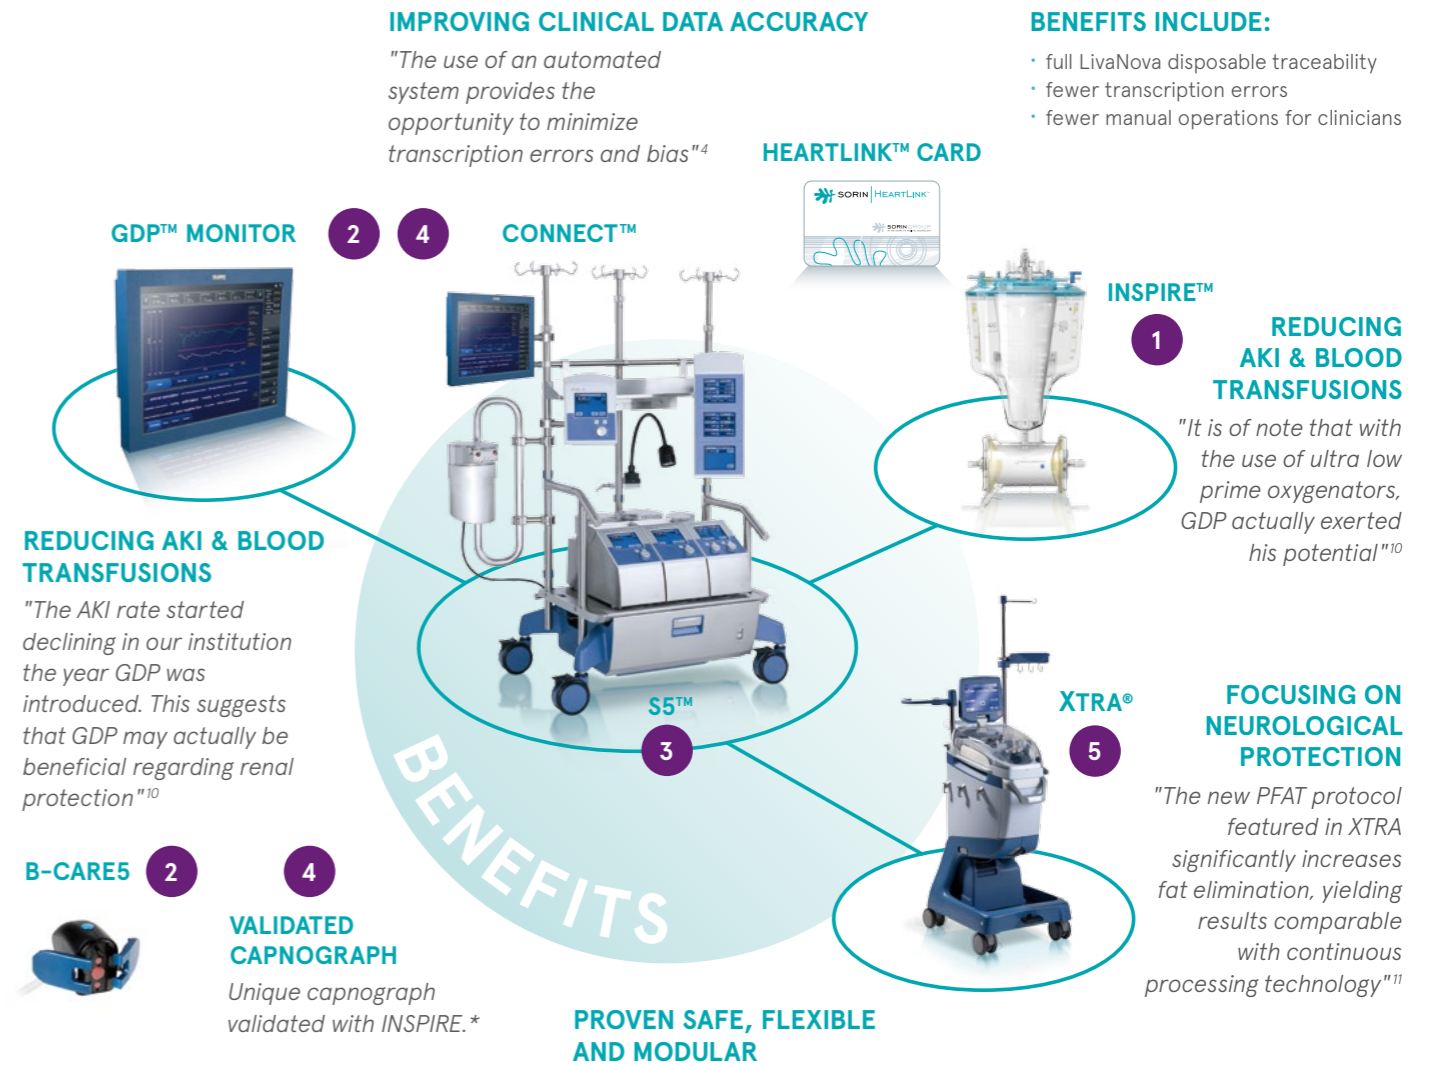 IMPROVING CLINICAL DATA ACCURACY
"The use of an automated
system provides the
opportunity to minimize
transcription errors and bias"4
BENEFITS INCLUDE:
· full LivaNova disposable traceability
· fewer transcription errors
· fewer manual operations for clinicians
HEARTLINK™ CARD
SORIN HEARTLINK™
SORIN GROUP
GDP™ MONITOR
2
4
CONNECT™
INSPIRE™
1
REDUCING
AKI & BLOOD
TRANSFUSIONS
"It is of note that with
the use of ultra low
prime oxygenators,
GDP actually exerted
his potential"10
REDUCING AKI & BLOOD
TRANSFUSIONS
"The AKI rate started
declining in our institution
the year GDP was
introduced. This suggests
that GDP may actually be
beneficial regarding renal
protection"10
S5™
3
BENEFITS
XTRA®
5
FOCUSING ON
NEUROLOGICAL
PROTECTION
"The new PFAT protocol
featured in XTRA
significantly increases
fat elimination, yielding
results comparable
with continuous
processing technology"11
B-CARE5
2
4
VALIDATED
CAPNOGRAPH
Unique capnograph
validated with INSPIRE.*
PROVEN SAFE, FLEXIBLE
AND MODULAR